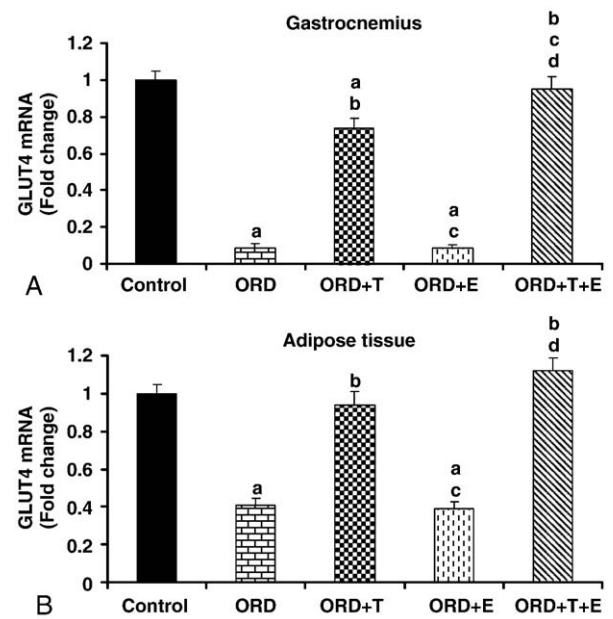 Gastrocnemius
GLUT4 mRNA
(Fold change)
1.2
1
0.8
0.6
0.4
0.2
0
a
a
b
a
c
b
c
d
A
Control ORD ORD+T ORD+E ORD+T+E
Adipose tissue
GLUT4 mRNA
(Fold change)
1.2
1
0.8
0.6
0.4
0.2
0
a
b
a
c
b
d
B
Control ORD ORD+T ORD+E ORD+T+E